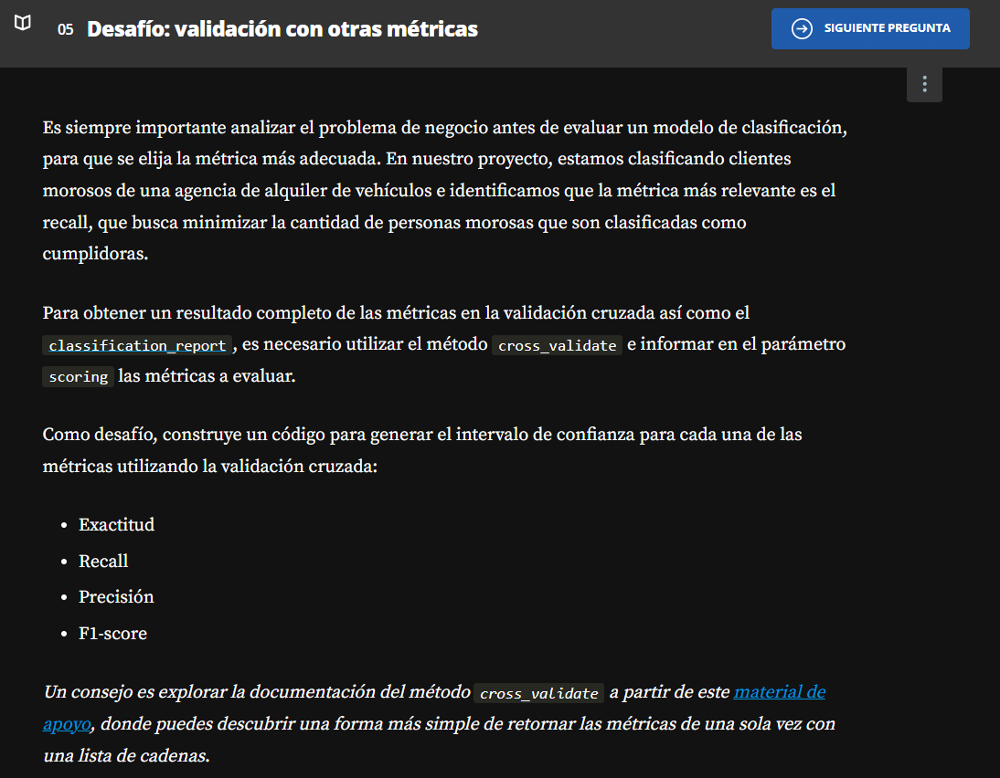 05 Desafío: validación con otras métricas
SIGUIENTE PREGUNTA
Es siempre importante analizar el problema de negocio antes de evaluar un modelo de clasificación,
para que se elija la métrica más adecuada. En nuestro proyecto, estamos clasificando clientes
morosos de una agencia de alquiler de vehículos e identificamos que la métrica más relevante es el
recall, que busca minimizar la cantidad de personas morosas que son clasificadas como
cumplidoras.
Para obtener un resultado completo de las métricas en la validación cruzada así como el
classification_report, es necesario utilizar el método cross_validate e informar en el parámetro
scoring las métricas a evaluar.
Como desafío, construye un código para generar el intervalo de confianza para cada una de las
métricas utilizando la validación cruzada:
• Exactitud
• Recall
• Precisión
• F1-score
Un consejo es explorar la documentación del método cross_validate a partir de este material de
apoyo, donde puedes descubrir una forma más simple de retornar las métricas de una sola vez con
una lista de cadenas.